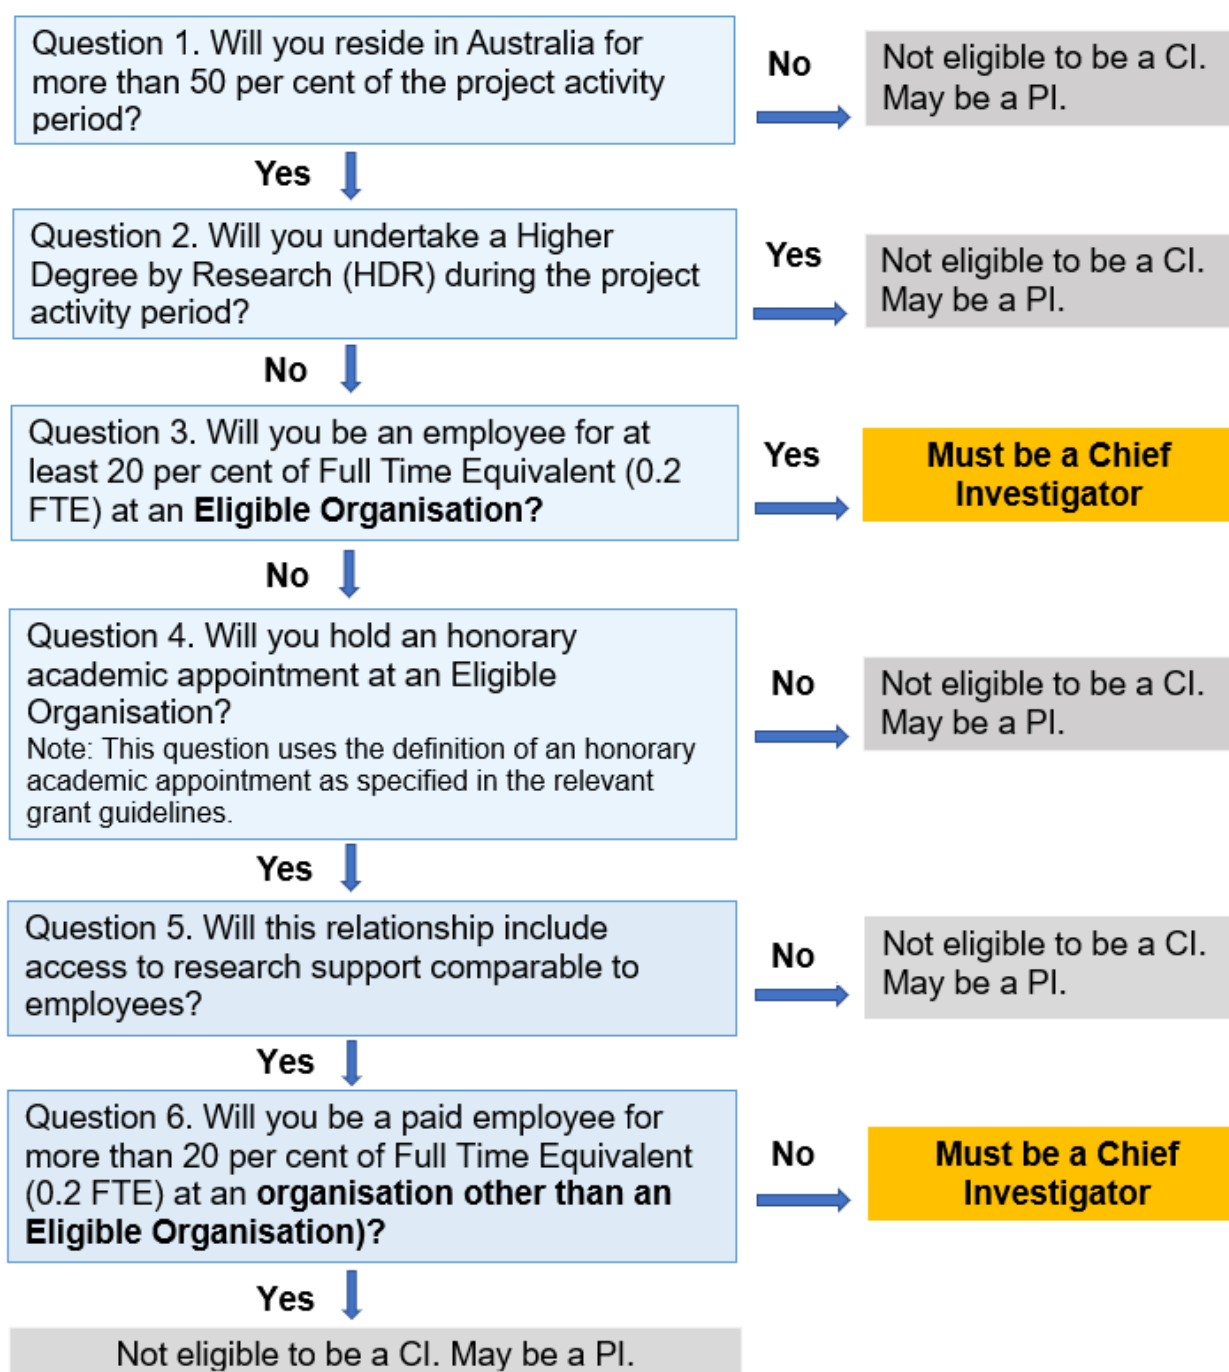 Question 1. Will you reside in Australia for
more than 50 per cent of the project activity
period?
No
Not eligible to be a CI.
May be a PI.
Yes
Question 2. Will you undertake a Higher
Degree by Research (HDR) during the project
activity period?
Yes
Not eligible to be a CI.
May be a PI.
No
Question 3. Will you be an employee for at
least 20 per cent of Full Time Equivalent (0.2
FTE) at an Eligible Organisation?
Yes
Must be a Chief
Investigator
No
Question 4. Will you hold an honorary
academic appointment at an Eligible
Organisation?
Note: This question uses the definition of an honorary
academic appointment as specified in the relevant
grant guidelines.
No
Not eligible to be a CI.
May be a PI.
Yes
Question 5. Will this relationship include
access to research support comparable to
employees?
No
Not eligible to be a CI.
May be a PI.
Yes
Question 6. Will you be a paid employee for
more than 20 per cent of Full Time Equivalent
(0.2 FTE) at an organisation other than an
Eligible Organisation)?
No
Must be a Chief
Investigator
Yes
Not eligible to be a CI. May be a PI.